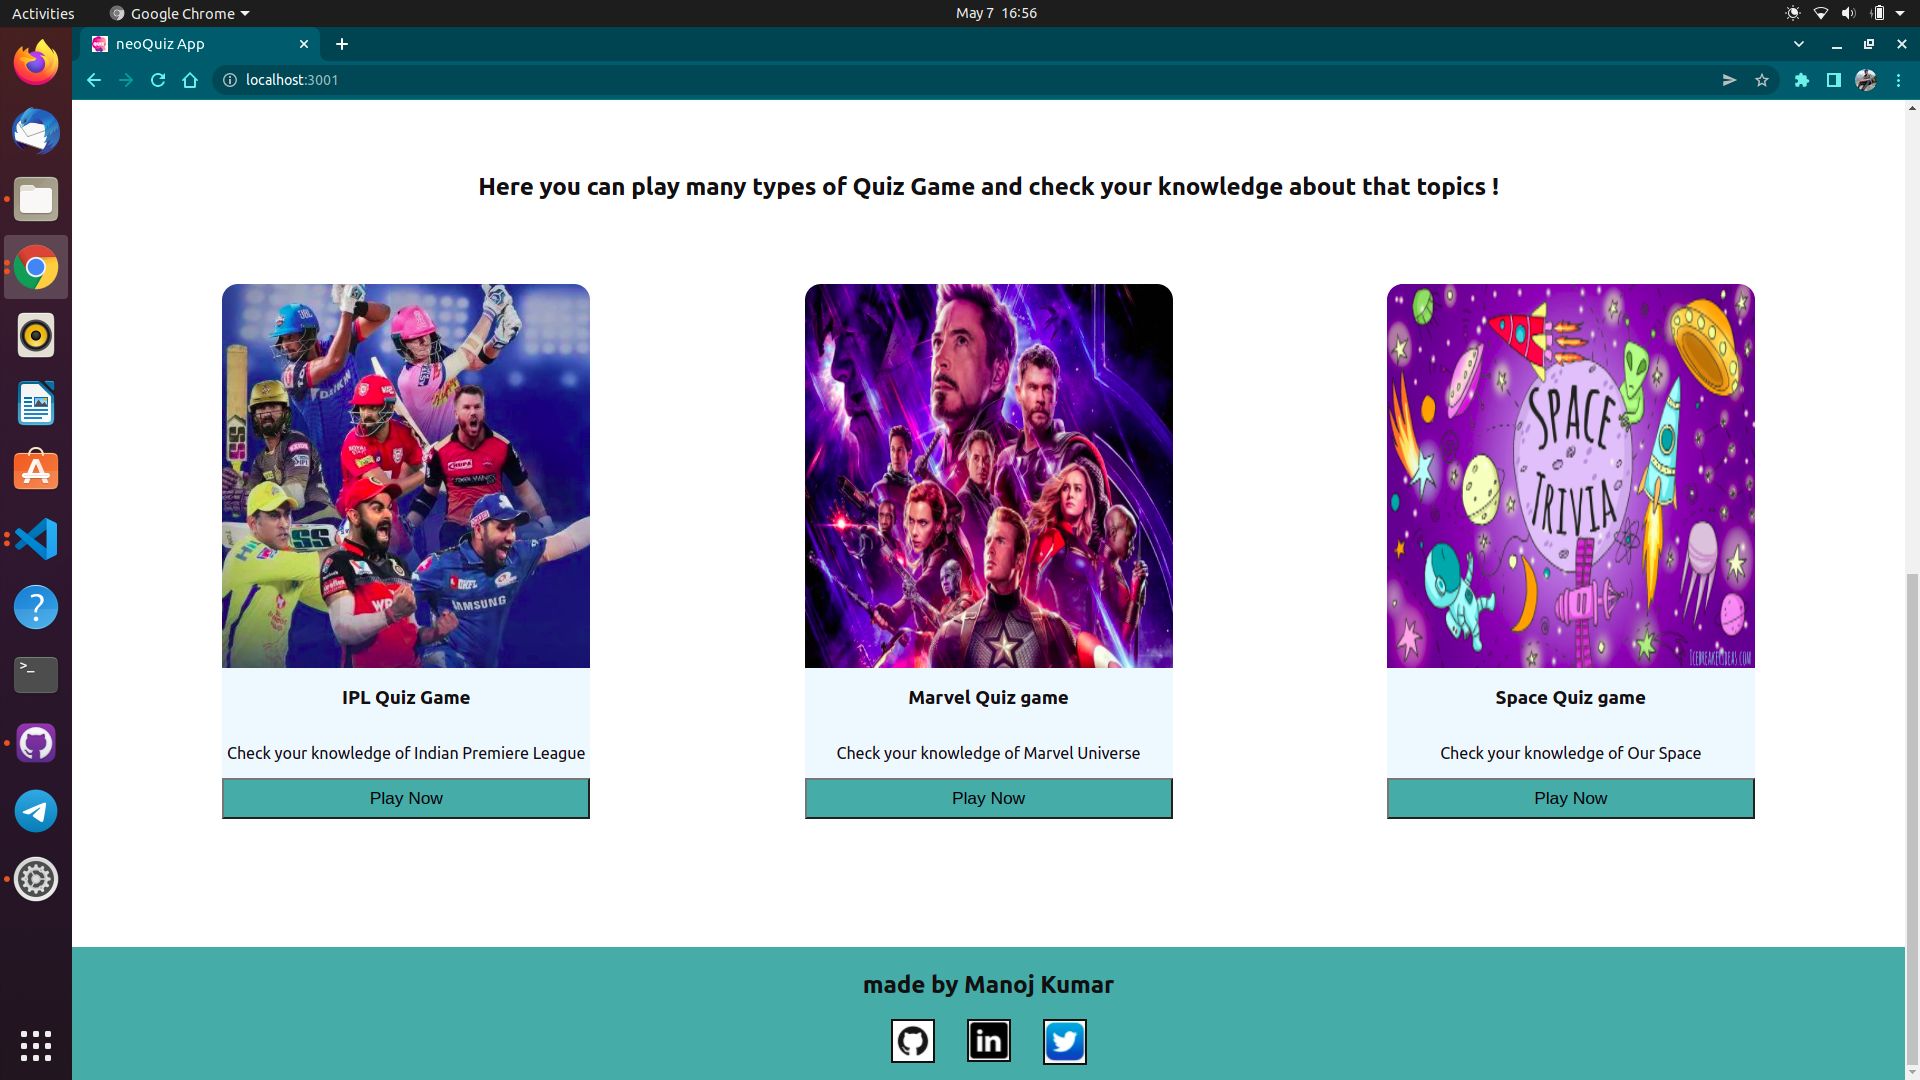 Activities
Google Chrome
May 7 16:56
neoQuiz App
localhost:3001
Here you can play many types of Quiz Game and check your knowledge about that topics !
SPACE
TRIVIA
SAMSUNG
Icebreakerideas.com
IPL Quiz Game
Marvel Quiz game
Space Quiz game
Check your knowledge of Indian Premiere League
Check your knowledge of Marvel Universe
Check your knowledge of Our Space
Play Now
Play Now
Play Now
made by Manoj Kumar
in